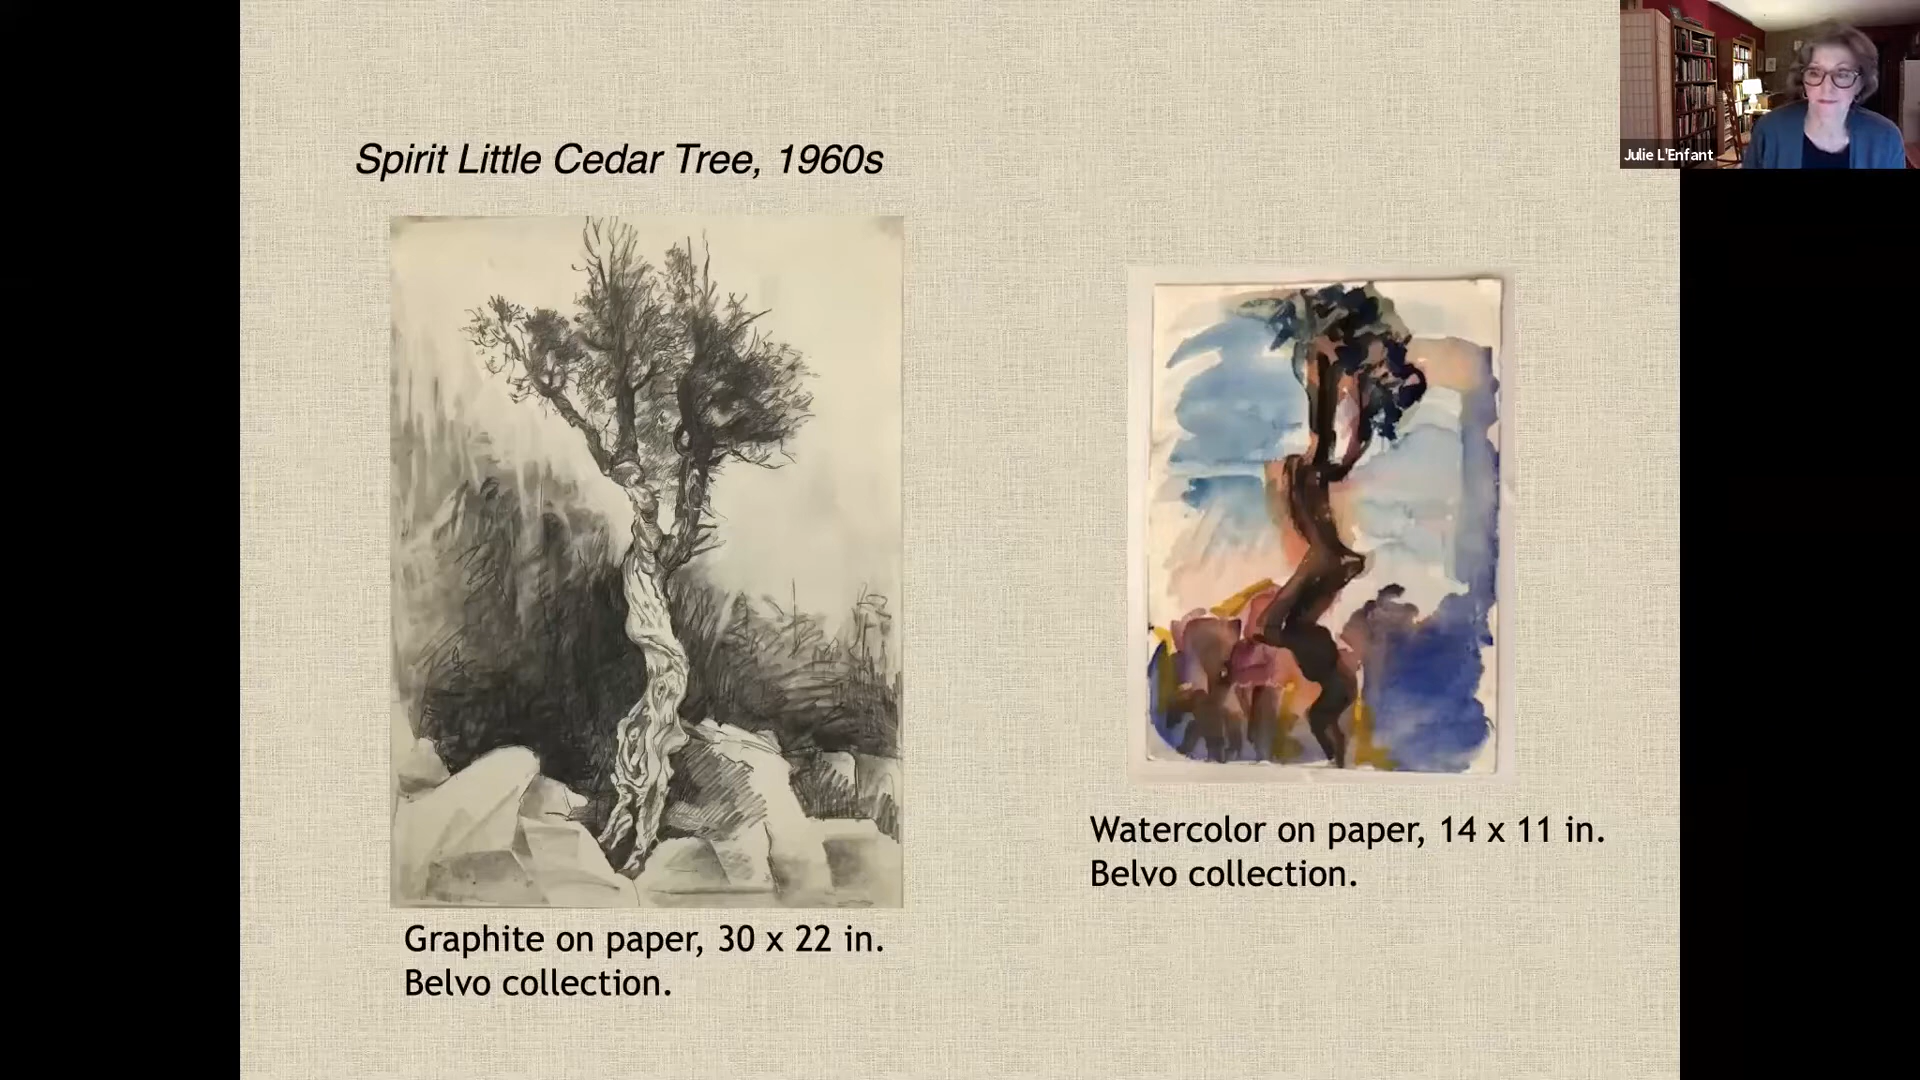 Spirit Little Cedar Tree, 1960s
Julie L'Enfant
Graphite on paper, 30 x 22 in.
Belvo collection.
Watercolor on paper, 14 x 11 in.
Belvo collection.